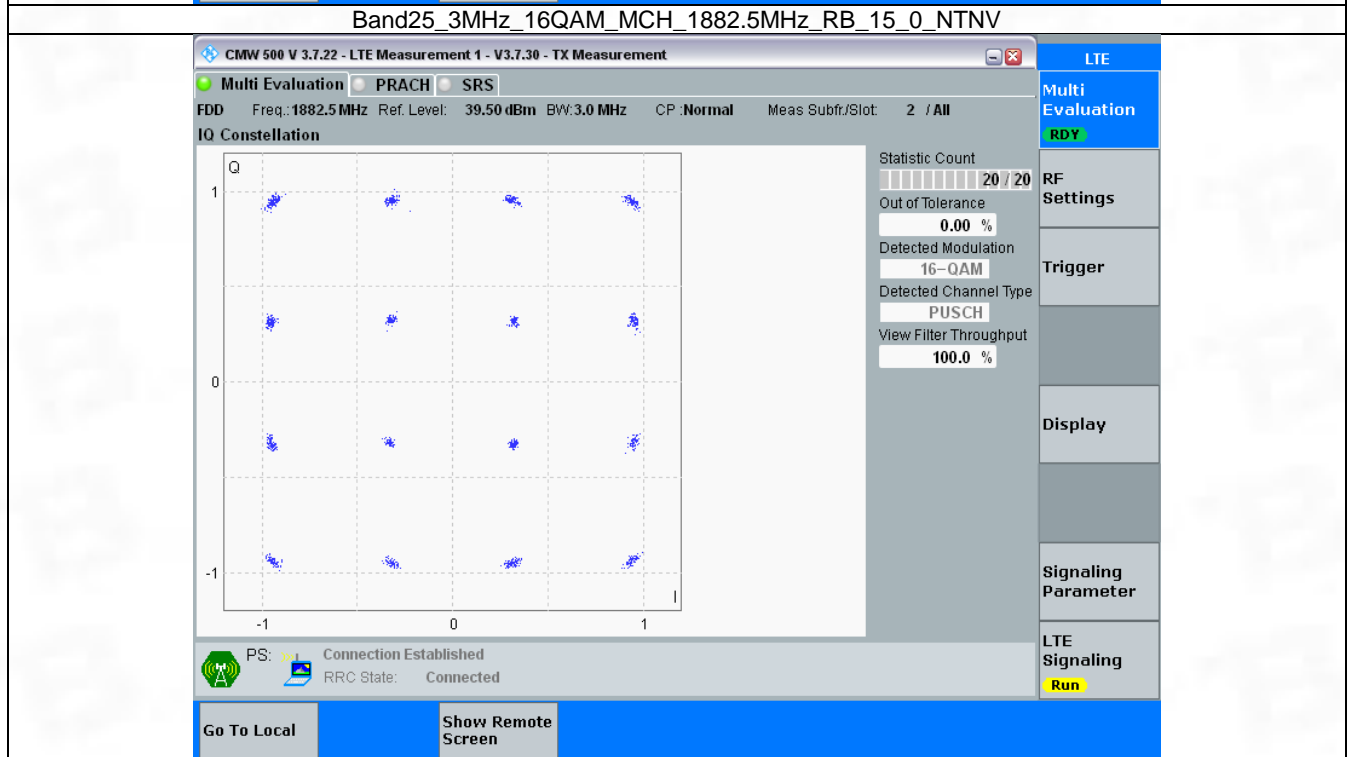 Band25_3MHz_16QAM_MCH_1882.5MHz_RB_15_0_NTNV
CMW 500 V 3.7.22 - LTE Measurement 1 - V3.7.30 - TX Measurement
LTE
Multi Evaluation PRACH SRS
FDD Freq.: 1882.5 MHz Ref. Level: 39.50 dBm BW: 3.0 MHz CP :Normal Meas Subfr./Slot: 2 / All
IQ Constellation
Q
1
0
-1
I
-1 0 1
Statistic Count
20 / 20
Out of Tolerance
0.00 %
Detected Modulation
16-QAM
Detected Channel Type
PUSCH
View Filter Throughput
100.0 %
Multi
Evaluation
RDY
RF
Settings
Trigger
Display
Signaling
Parameter
LTE
Signaling
Run
PS: Connection Established
RRC State: Connected
Go To Local
Show Remote
Screen